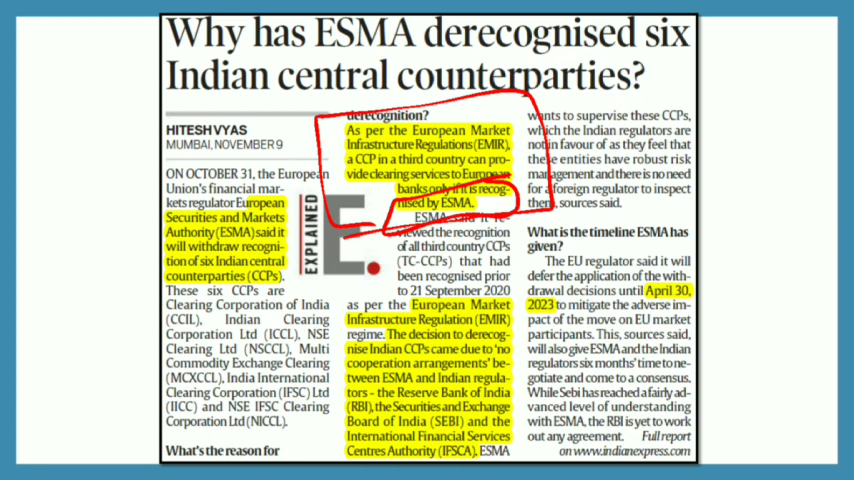 Why has ESMA derecognised six
Indian central counterparties?
HITESH VYAS
MUMBAI, NOVEMBER 9
ON OCTOBER 31, the European
Union's financial mar-
kets regulator European
Securities and Markets
Authority (ESMA) said it
will withdraw recogni-
tion of six Indian central
counterparties (CCPs).
These six CCPs are
Clearing Corporation of India
(CCIL), Indian Clearing
Corporation Ltd (ICCL), NSE
Clearing Ltd (NSCCL), Multi
Commodity Exchange Clearing
(MCXCCL), India International
Clearing Corporation (IFSC) Ltd
(IICC) and NSE IFSC Clearing
Corporation Ltd (NICCL).
What's the reason for
EXPLAINED
E.
derecognition?
As per the European Market
Infrastructure Regulations (EMIR),
a CCP in a third country can pro-
vide clearing services to European
banks only if it is recog-
nised by ESMA.
ESMA said it re-
viewed the recognition
of all third country CCPs
(TC-CCPs) that had
been recognised prior
to 21 September 2020
as per the European Market
Infrastructure Regulation (EMIR)
regime. The decision to derecog-
nise Indian CCPs came due to 'no
cooperation arrangements' be-
tween ESMA and Indian regula-
tors – the Reserve Bank of India
(RBI), the Securities and Exchange
Board of India (SEBI) and the
International Financial Services
Centres Authority (IFSCA). ESMA
wants to supervise these CCPs,
which the Indian regulators are
not in favour of as they feel that
these entities have robust risk
management and there is no need
for a foreign regulator to inspect
them, sources said.
What is the timeline ESMA has
given?
The EU regulator said it will
defer the application of the with-
drawal decisions until April 30,
2023 to mitigate the adverse im-
pact of the move on EU market
participants. This, sources said,
will also give ESMA and the Indian
regulators six months' time to ne-
gotiate and come to a consensus.
While Sebi has reached a fairly ad-
vanced level of understanding
with ESMA, the RBI is yet to work
out any agreement. Full report
on www.indianexpress.com